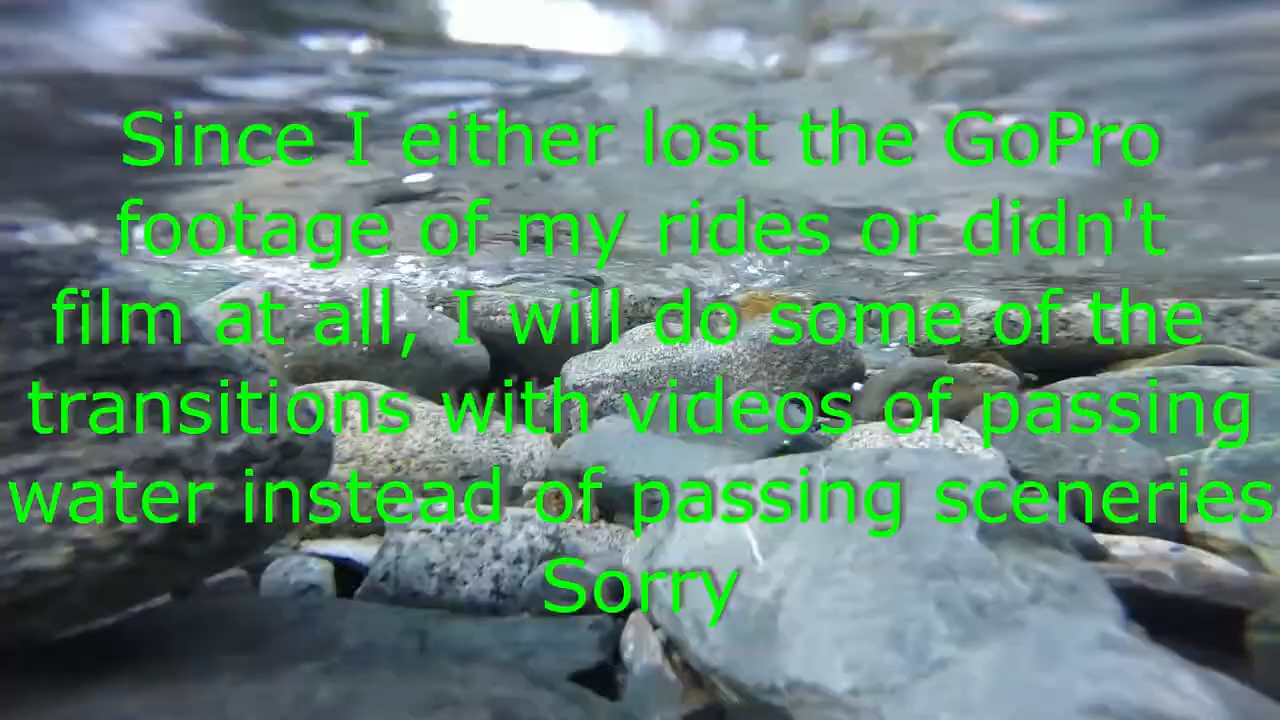 Since I either lost the GoPro
footage of my rides or didn't
film at all, I will do some of the
transitions with videos of passing
water instead of passing sceneries
Sorry